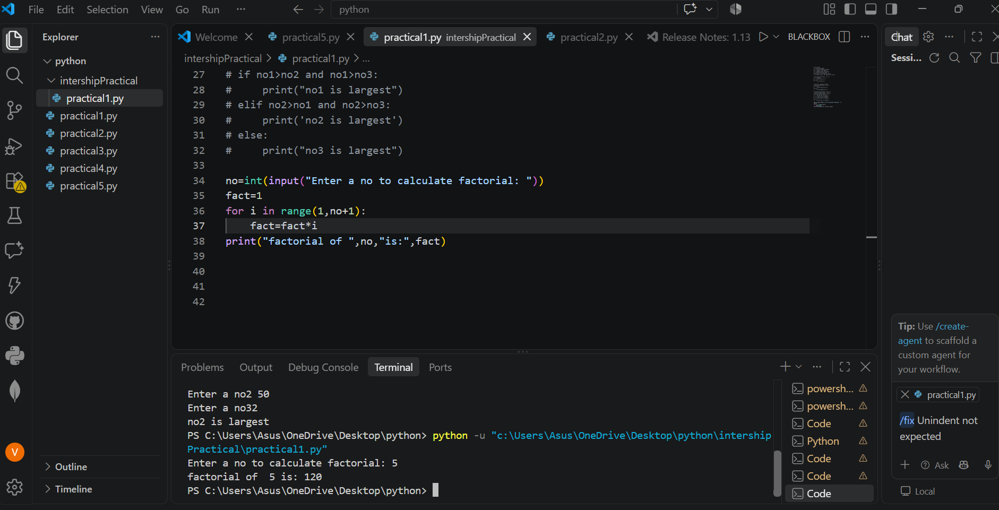 File Edit Selection View Go Run ...
python
Explorer
python
intershipPractical
practical1.py
practical1.py
practical2.py
practical3.py
practical4.py
practical5.py
V
Outline
Timeline
Welcome
practical5.py
practical1.py intershipPractical
practical2.py
Release Notes: 1.13
BLACKBOX
intershipPractical > practical1.py > ...
27 # if no1>no2 and no1>no3:
28 #     print("no1 is largest")
29 # elif no2>no1 and no2>no3:
30 #     print('no2 is largest')
31 # else:
32 #     print("no3 is largest")
33
34 no=int(input("Enter a no to calculate factorial: "))
35 fact=1
36 for i in range(1,no+1):
37     fact=fact*i
38 print("factorial of ",no,"is:",fact)
39
40
41
42
Problems Output Debug Console Terminal Ports
Enter a no2 50
Enter a no32
no2 is largest
PS C:\Users\Asus\OneDrive\Desktop\python> python -u "c:\Users\Asus\OneDrive\Desktop\python\intership
Practical\practical1.py"
Enter a no to calculate factorial: 5
factorial of  5 is: 120
PS C:\Users\Asus\OneDrive\Desktop\python>
powersh...
powersh...
Code
Python
Code
Code
Code
Chat
Sessi...
Tip: Use /create-
agent to scaffold a
custom agent for
your workflow.
practical1.py
/fix Unindent not
expected
Ask
Local